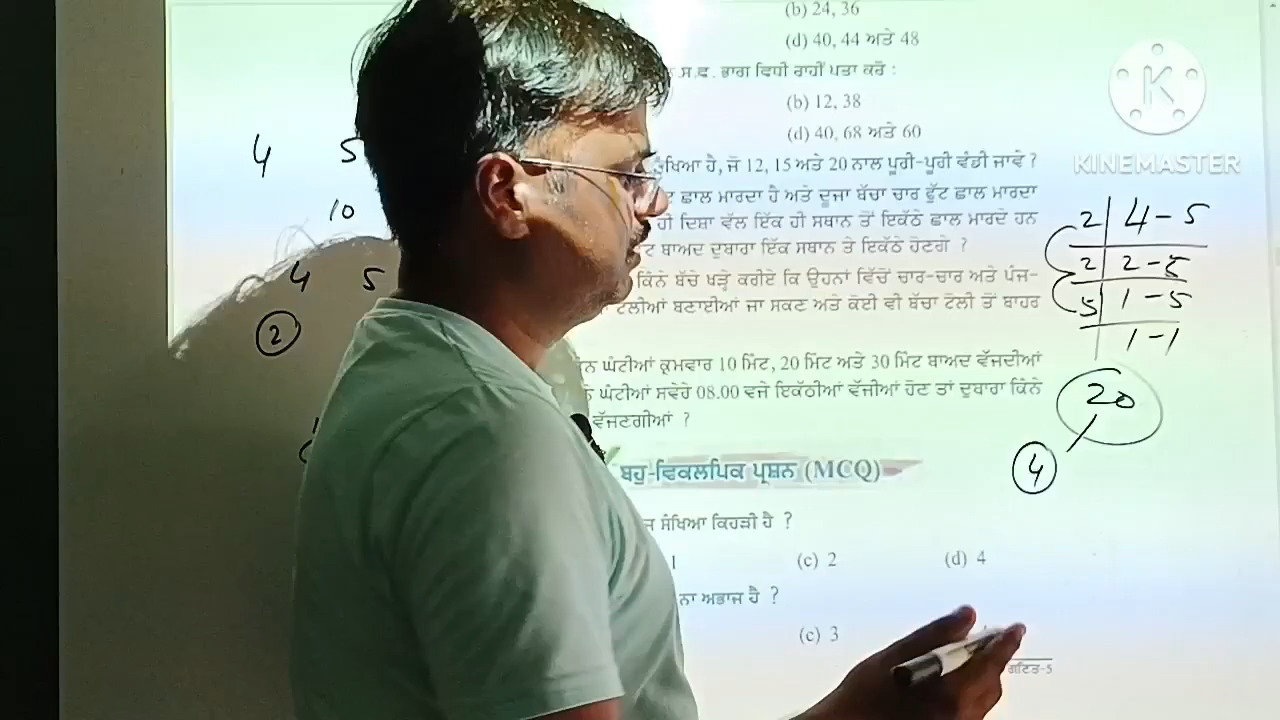 (b) 24, 36
(d) 40, 44 ਅਤੇ 48
ਸ.ਵ. ਭਾਗ ਵਿਧੀ ਰਾਹੀਂ ਪਤਾ ਕਰੋ :
(b) 12, 38
(d) 40, 68 ਅਤੇ 60
ਹੈ, ਜੋ 12, 15 ਅਤੇ 20 ਨਾਲ ਪੂਰੀ-ਪੂਰੀ ਵੰਡੀ ਜਾਵੇ ?
ਛਾਲ ਮਾਰਦਾ ਹੈ ਅਤੇ ਦੂਜਾ ਬੱਚਾ ਚਾਰ ਫੁੱਟ ਛਾਲ ਮਾਰਦਾ
ਹੀ ਦਿਸ਼ਾ ਵੱਲ ਇੱਕ ਹੀ ਸਥਾਨ ਤੋਂ ਇਕੱਠੇ ਛਾਲ ਮਾਰਦੇ ਹਨ
ਬਾਅਦ ਦੁਬਾਰਾ ਇੱਕ ਸਥਾਨ ਤੇ ਇਕੱਠੇ ਹੋਣਗੇ ?
ਕਿੰਨੇ ਬੱਚੇ ਖੜ੍ਹੇ ਕਰੀਏ ਕਿ ਉਹਨਾਂ ਵਿੱਚੋਂ ਚਾਰ-ਚਾਰ ਅਤੇ ਪੰਜ-
ਟੋਲੀਆਂ ਬਣਾਈਆਂ ਜਾ ਸਕਣ ਅਤੇ ਕੋਈ ਵੀ ਬੱਚਾ ਟੋਲੀ ਤੋਂ ਬਾਹਰ
ਘੰਟੀਆਂ ਕ੍ਰਮਵਾਰ 10 ਮਿੰਟ, 20 ਮਿੰਟ ਅਤੇ 30 ਮਿੰਟ ਬਾਅਦ ਵੱਜਦੀਆਂ
ਘੰਟੀਆਂ ਸਵੇਰੇ 08.00 ਵਜੇ ਇਕੱਠੀਆਂ ਵੱਜੀਆਂ ਹੋਣ ਤਾਂ ਦੁਬਾਰਾ ਕਿੰਨੇ
ਵੱਜਣਗੀਆਂ ?
ਬਹੁ-ਵਿਕਲਪਿਕ ਪ੍ਰਸ਼ਨ (MCQ)
ਸੰਖਿਆ ਕਿਹੜੀ ਹੈ ?
(c) 2 (d) 4
ਅਭਾਜ ਹੈ ?
(c) 3
ਗਣਿਤ-5
4 5
10
4 5
2
2 4 - 5
2 2 - 5
5 1 - 5
1 - 1
20
4
K
KINEMASTER